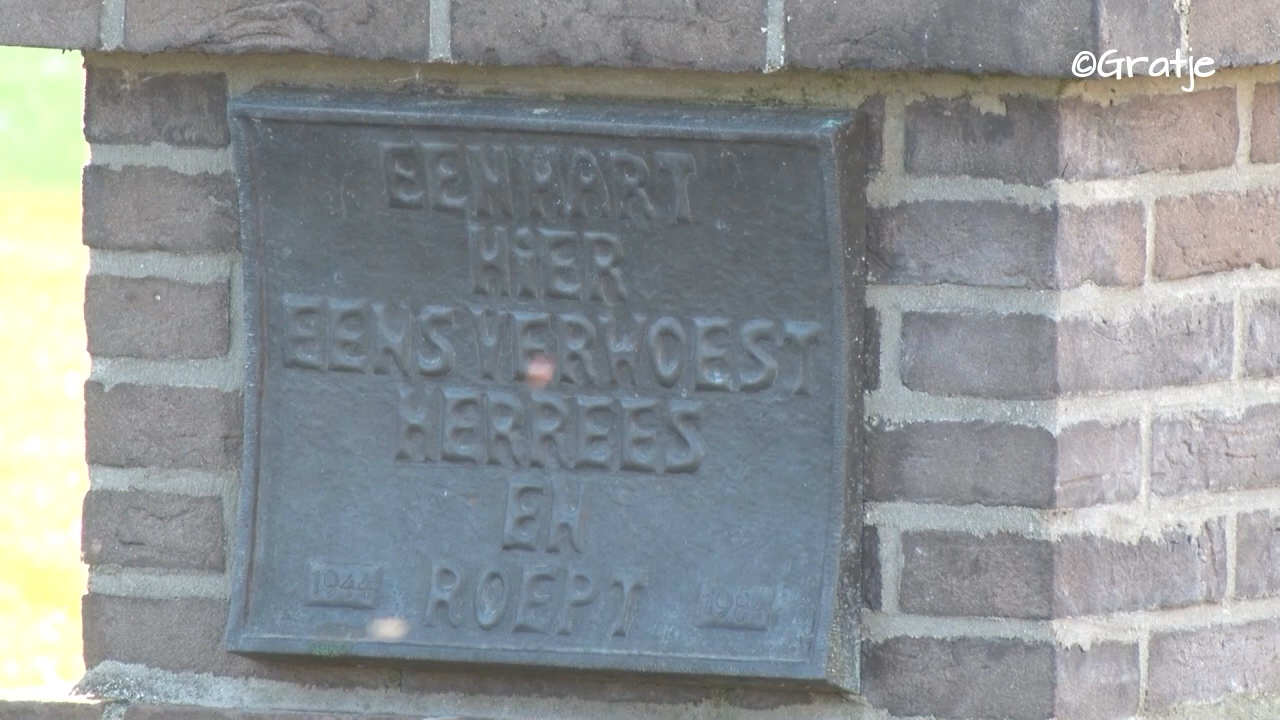 ©Gratje
EEN HART
HIER
EENS VERWOEST
HERREES
EN
ROEPT
1944